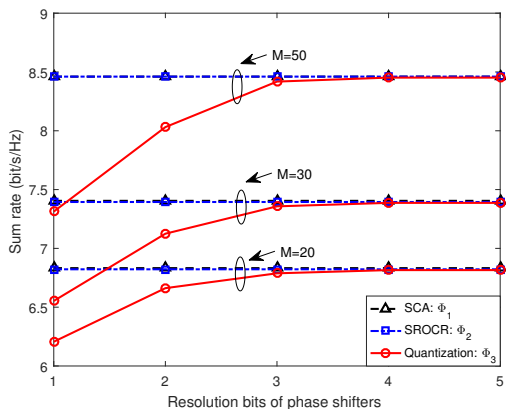 9
8.5
8
7.5
7
6.5
6
Sum rate (bit/s/Hz)
M=50
M=30
M=20
SCA: Φ₁
SROCR: Φ₂
Quantization: Φ₃
1
2
3
4
5
Resolution bits of phase shifters